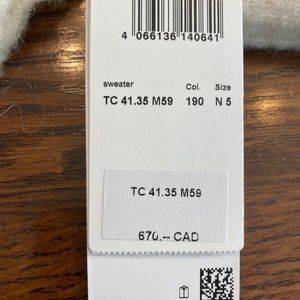 4 066136 140641
sweater Col. Size
TC 41.35 M59 190 N 5
TC 41.35 M59
670.-- CAD